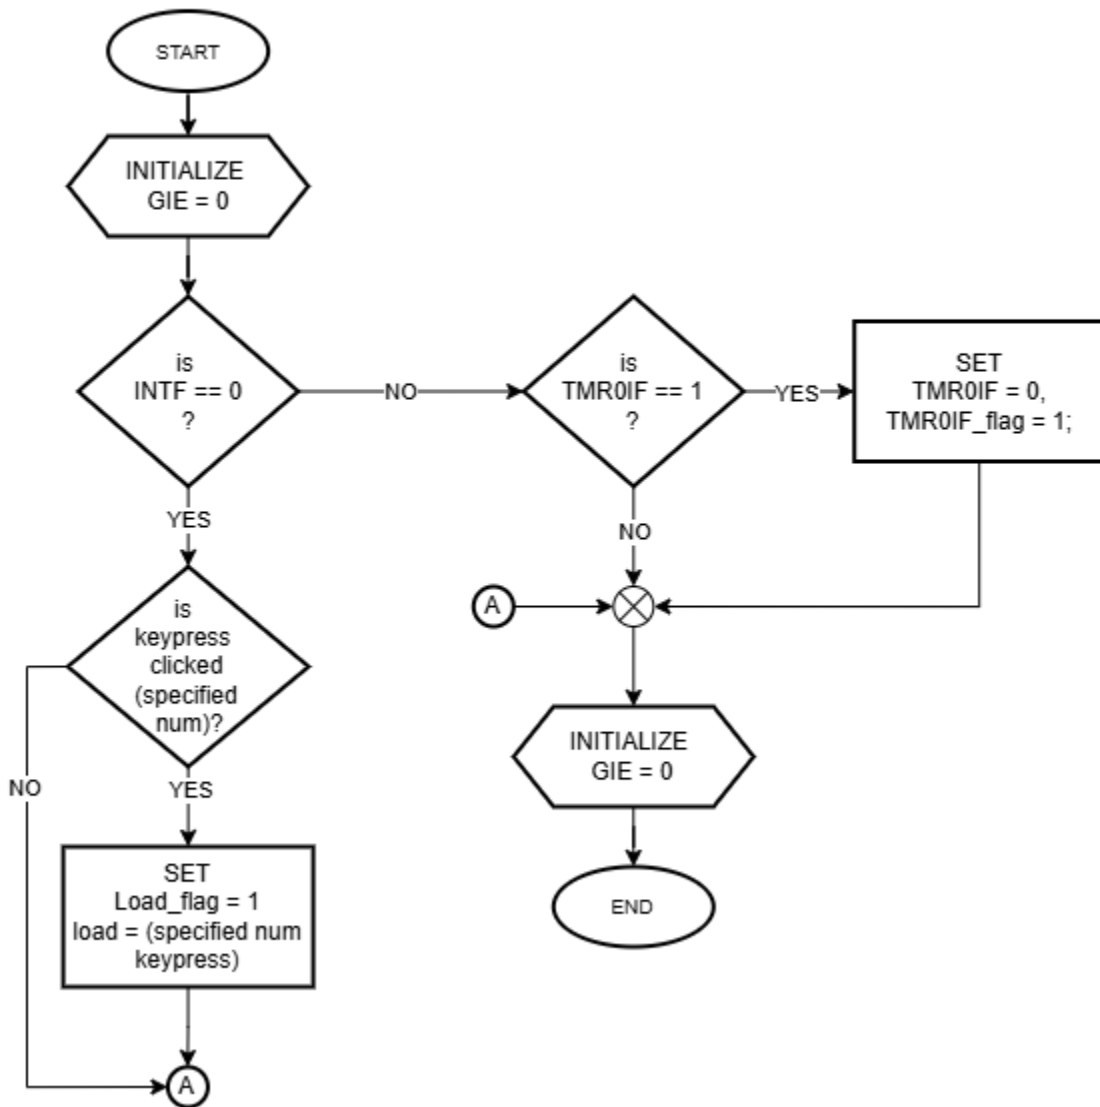 START
INITIALIZE
GIE = 0
is
INTF == 0
?
NO
is
TMR0IF == 1
?
YES
SET
TMR0IF = 0,
TMR0IF_flag = 1;
YES
NO
is
keypress
clicked
(specified
num)?
A
NO
YES
INITIALIZE
GIE = 0
SET
Load_flag = 1
load = (specified num
keypress)
END
A